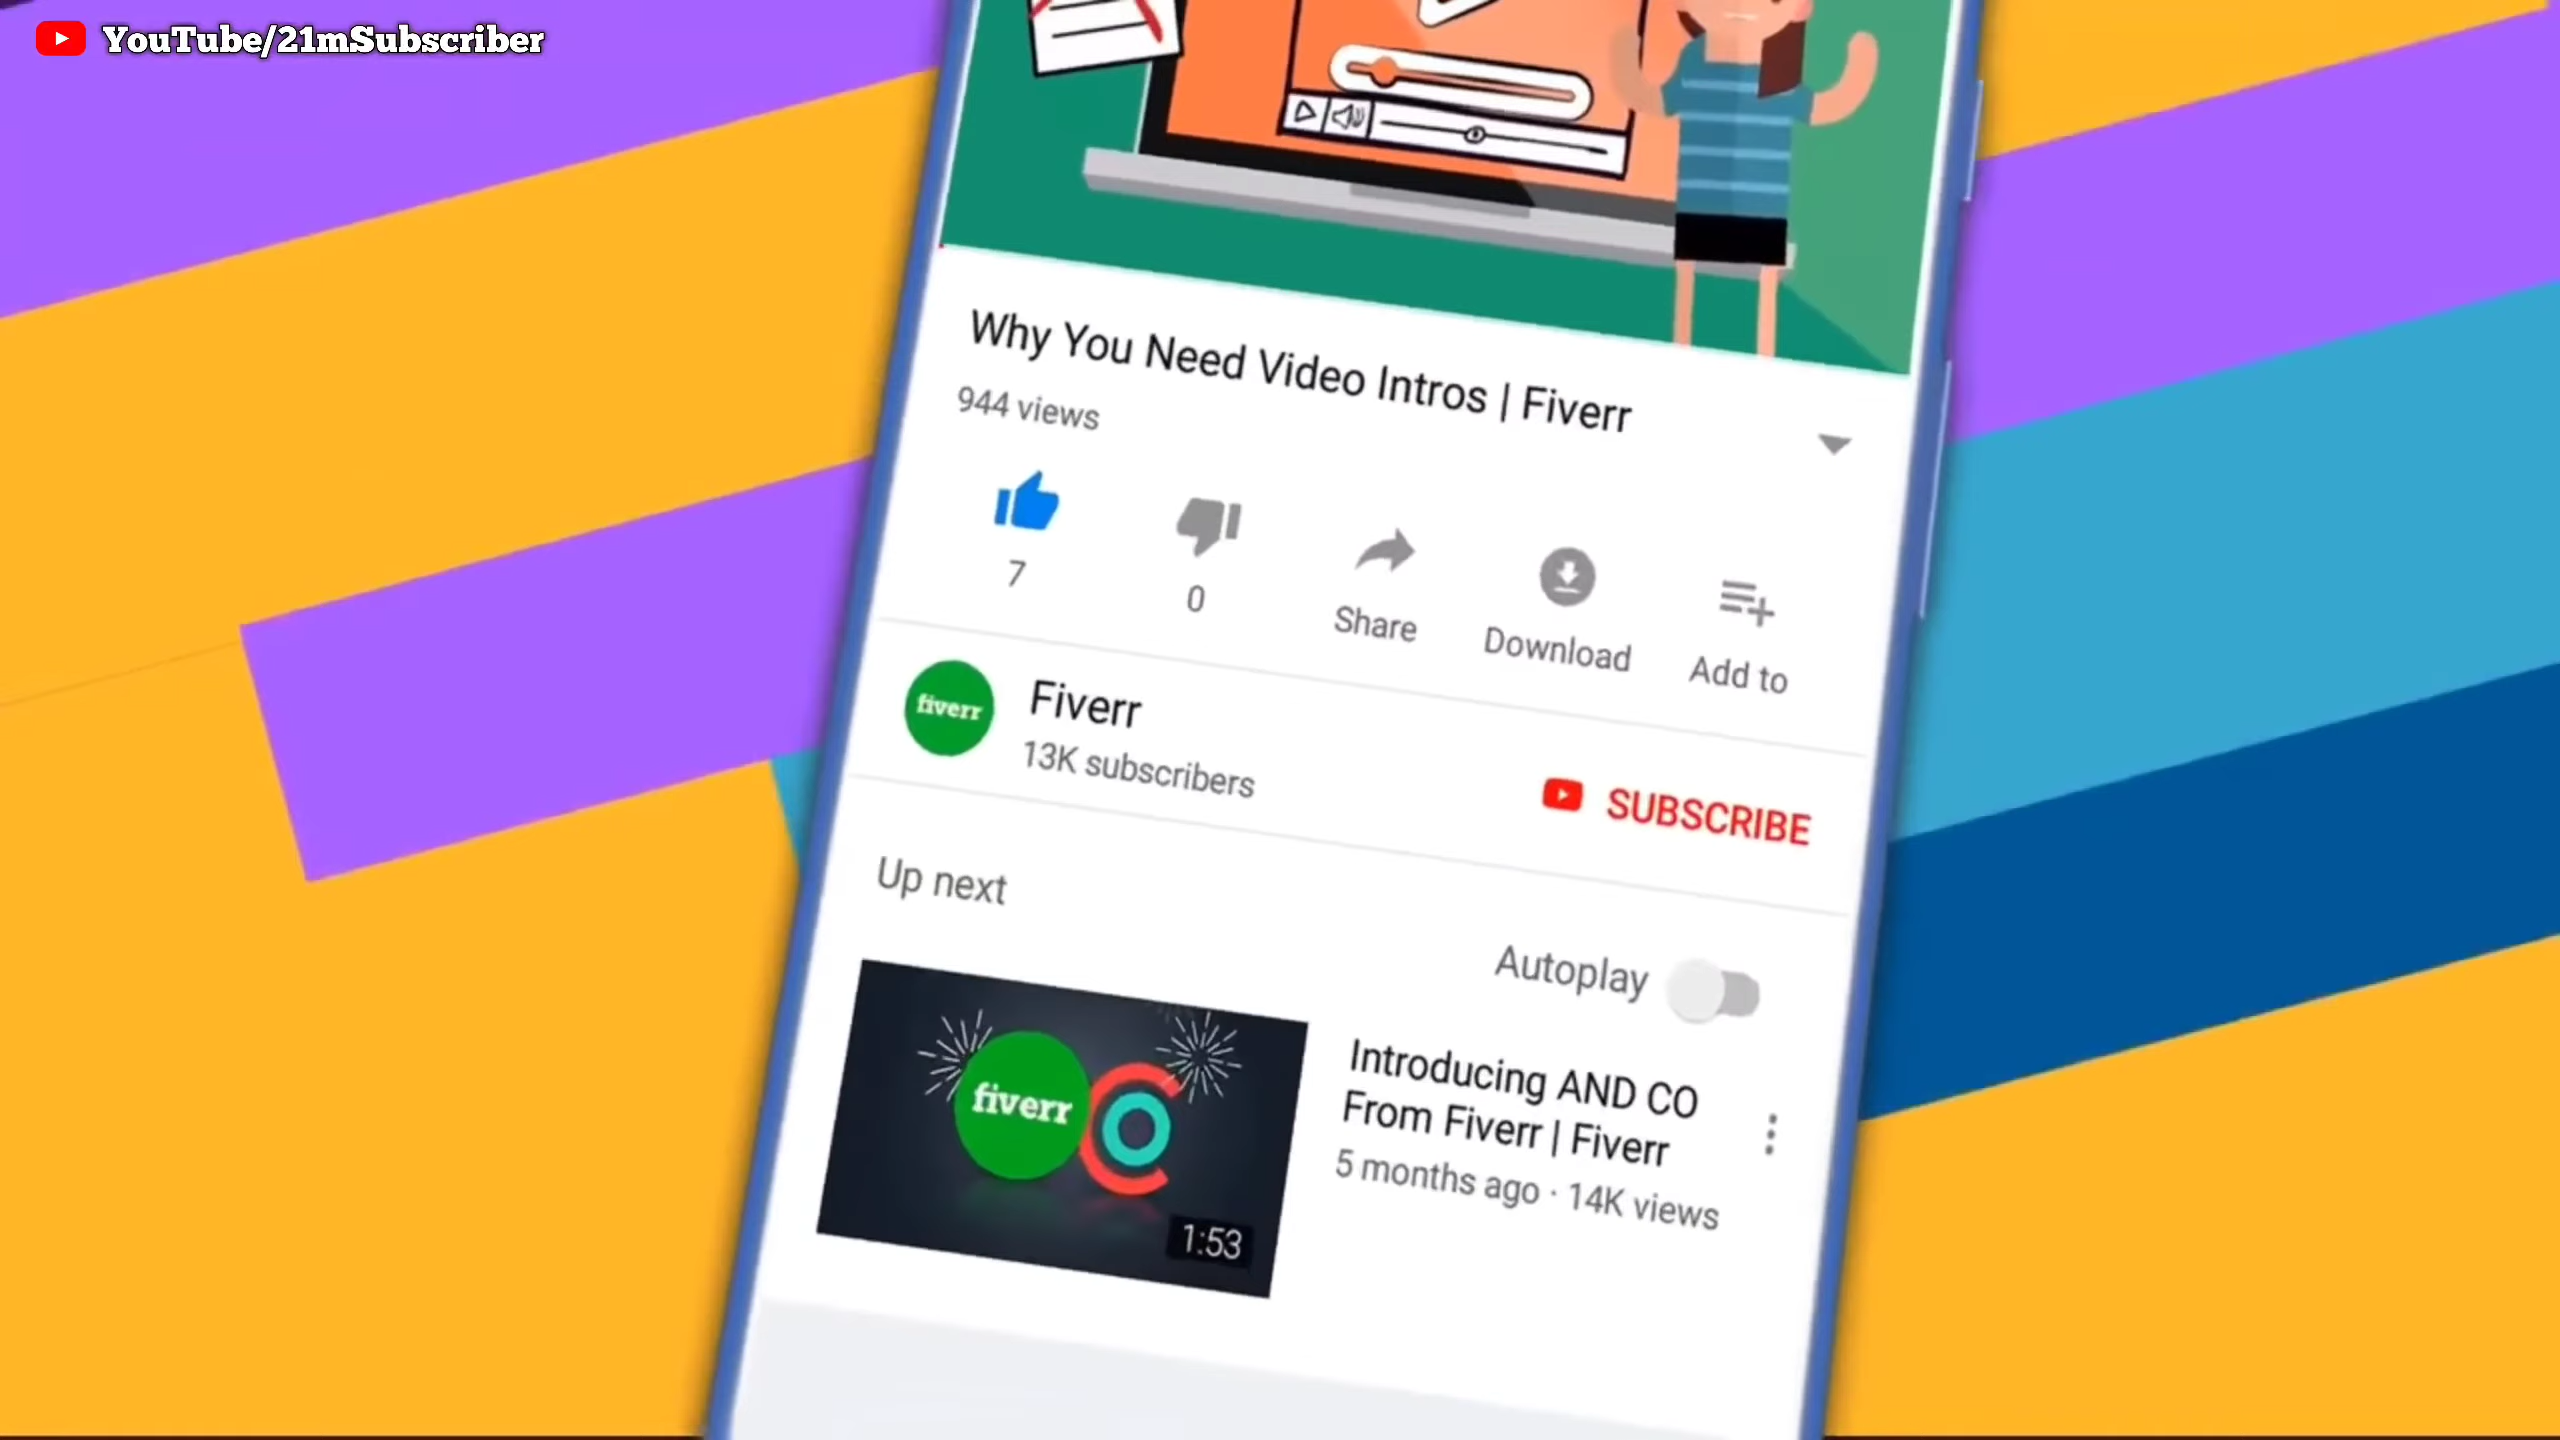 YouTube/21mSubscriber
Why You Need Video Intros | Fiverr
944 views
7
0
Share
Download
Add to
fiverr
Fiverr
13K subscribers
SUBSCRIBE
Up next
Autoplay
fiverr
1:53
Introducing AND CO
From Fiverr | Fiverr
5 months ago · 14K views